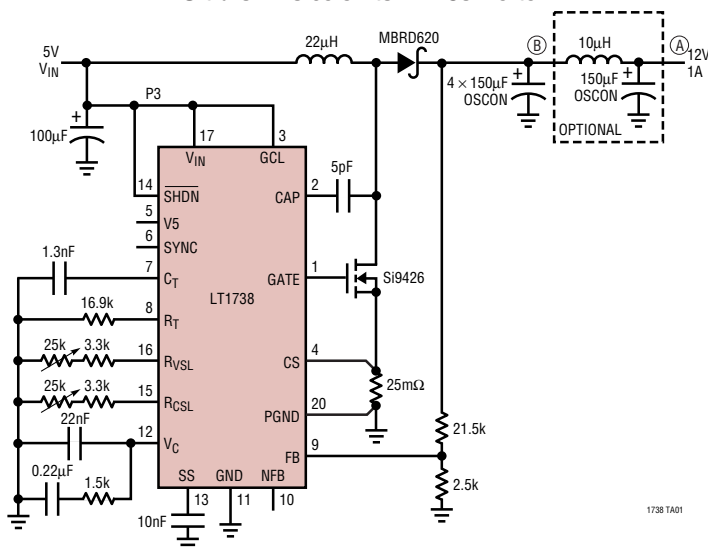 5V
VIN
22µH
MBRD620
B
10µH
A
12V
1A
4 × 150µF
OSCON
150µF
OSCON
OPTIONAL
+
+
+
100µF
P3
17
3
VIN
GCL
14
SHDN
CAP
2
5pF
5
V5
6
SYNC
1.3nF
7
CT
GATE
1
Si9426
LT1738
16.9k
8
RT
25k
3.3k
16
RVSL
CS
4
25mΩ
25k
3.3k
15
RCSL
PGND
20
21.5k
22nF
12
VC
FB
9
0.22µF
1.5k
2.5k
SS
GND
NFB
13
11
10
10nF
1738 TA01